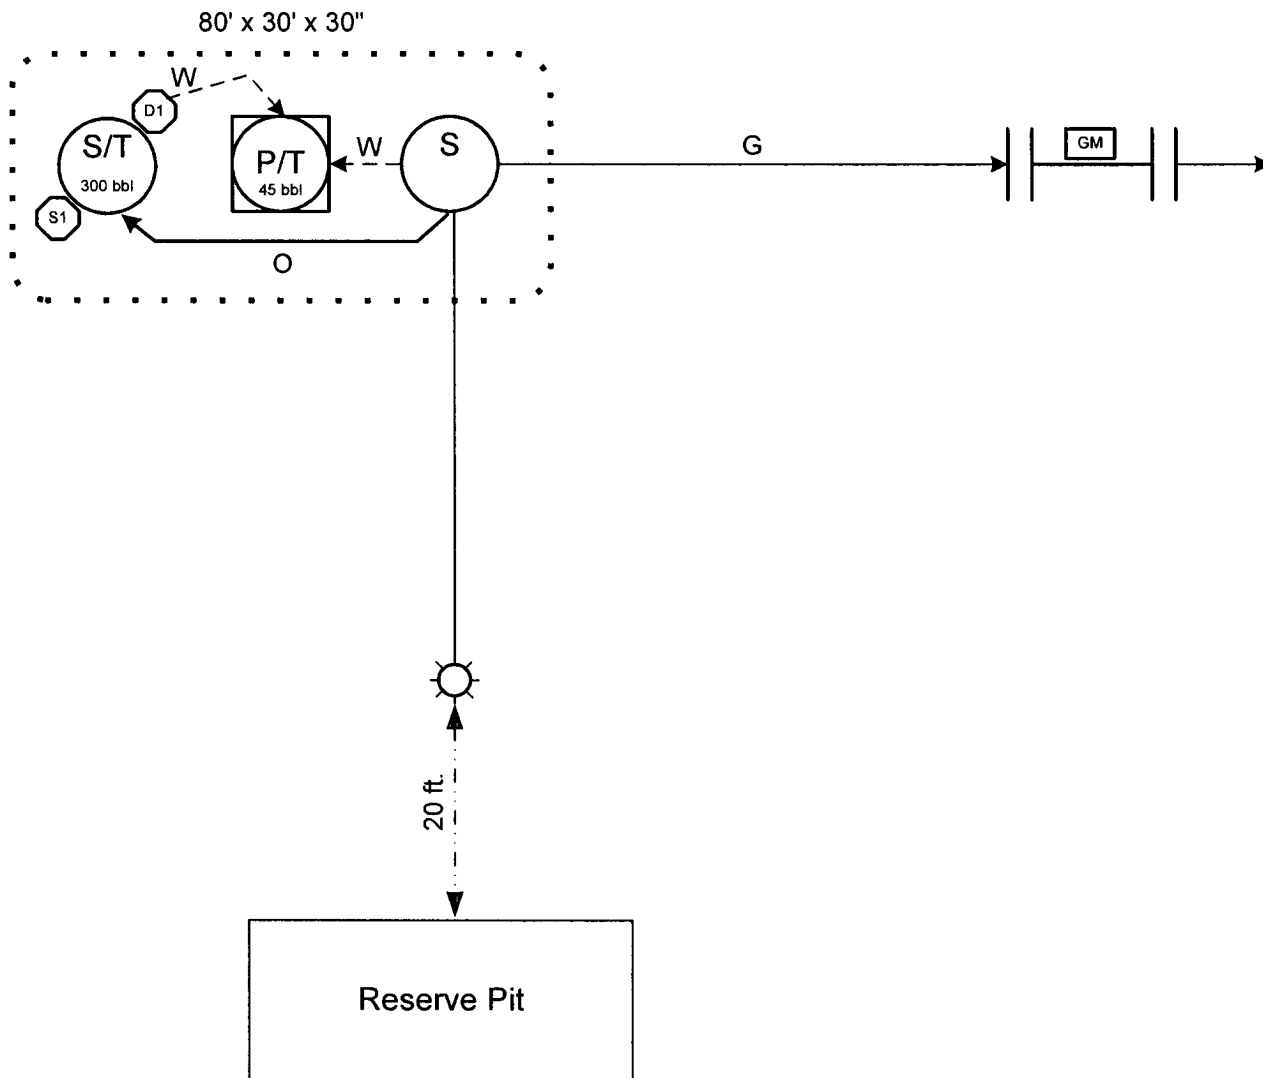 80' x 30' x 30"
W
D1
S/T
300 bbl
S1
P/T
45 bbl
W
S
G
GM
O
20 ft.
Reserve Pit